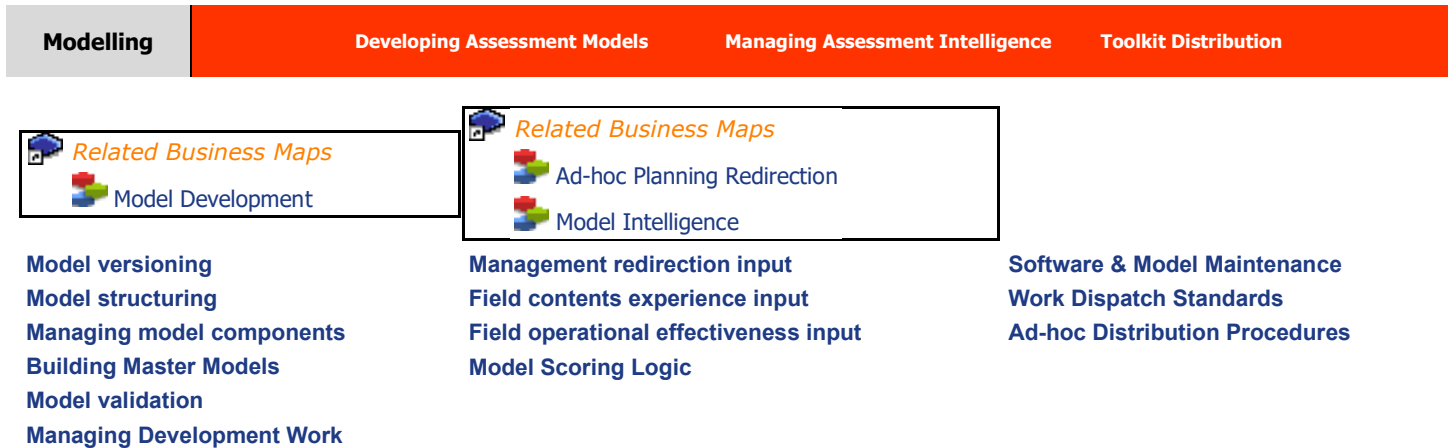 Modelling
Developing Assessment Models
Managing Assessment Intelligence
Toolkit Distribution
Related Business Maps
Model Development
Related Business Maps
Ad-hoc Planning Redirection
Model Intelligence
Model versioning
Model structuring
Managing model components
Building Master Models
Model validation
Managing Development Work
Management redirection input
Field contents experience input
Field operational effectiveness input
Model Scoring Logic
Software & Model Maintenance
Work Dispatch Standards
Ad-hoc Distribution Procedures